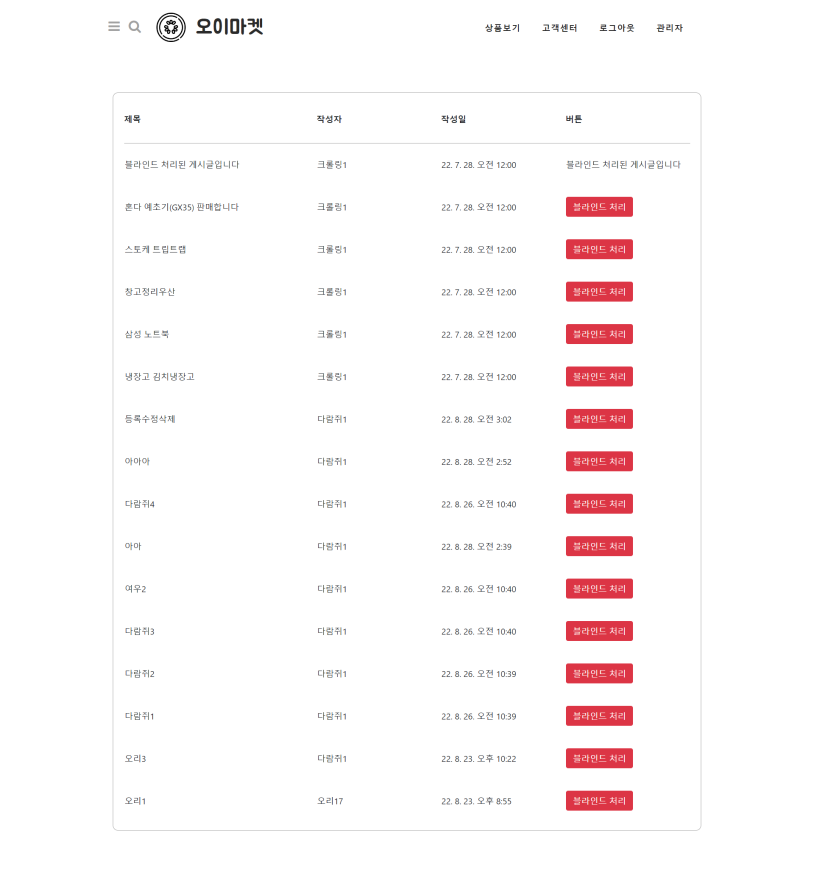 오이마켓 상품보기 고객센터 로그아웃 관리자
제목 작성자 작성일 버튼
블라인드 처리된 게시글입니다 크롤링1 22. 7. 28. 오전 12:00 블라인드 처리된 게시글입니다
혼다 예초기(GX35) 판매합니다 크롤링1 22. 7. 28. 오전 12:00 블라인드 처리
스토케 트립트랩 크롤링1 22. 7. 28. 오전 12:00 블라인드 처리
창고정리우산 크롤링1 22. 7. 28. 오전 12:00 블라인드 처리
삼성 노트북 크롤링1 22. 7. 28. 오전 12:00 블라인드 처리
냉장고 김치냉장고 크롤링1 22. 7. 28. 오전 12:00 블라인드 처리
등록수정삭제 다람쥐1 22. 8. 28. 오전 3:02 블라인드 처리
아아아 다람쥐1 22. 8. 28. 오전 2:52 블라인드 처리
다람쥐4 다람쥐1 22. 8. 26. 오전 10:40 블라인드 처리
아아 다람쥐1 22. 8. 28. 오전 2:39 블라인드 처리
여우2 다람쥐1 22. 8. 26. 오전 10:40 블라인드 처리
다람쥐3 다람쥐1 22. 8. 26. 오전 10:40 블라인드 처리
다람쥐2 다람쥐1 22. 8. 26. 오전 10:39 블라인드 처리
다람쥐1 다람쥐1 22. 8. 26. 오전 10:39 블라인드 처리
오리3 다람쥐1 22. 8. 23. 오후 10:22 블라인드 처리
오리1 오리17 22. 8. 23. 오후 8:55 블라인드 처리